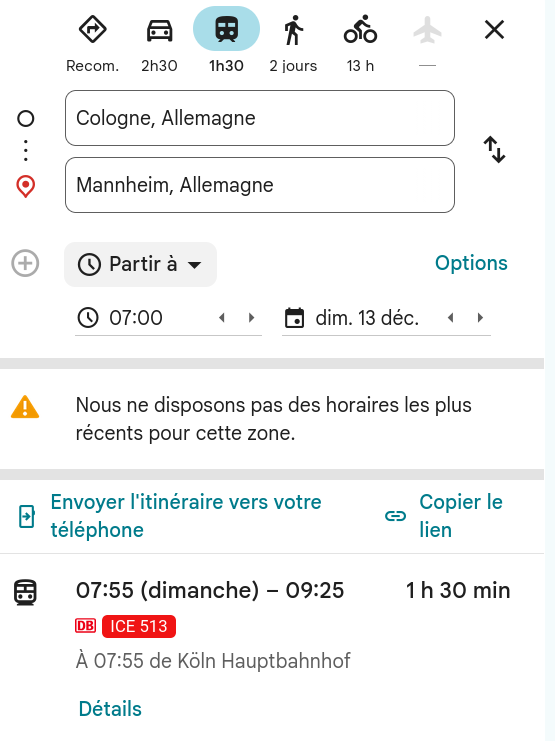 Recom. 2h30 1h30 2 jours 13 h —
Cologne, Allemagne
Mannheim, Allemagne
Partir à Options
07:00 dim. 13 déc.
Nous ne disposons pas des horaires les plus
récents pour cette zone.
Envoyer l'itinéraire vers votre
téléphone
Copier le
lien
07:55 (dimanche) – 09:25 1 h 30 min
DB ICE 513
À 07:55 de Köln Hauptbahnhof
Détails